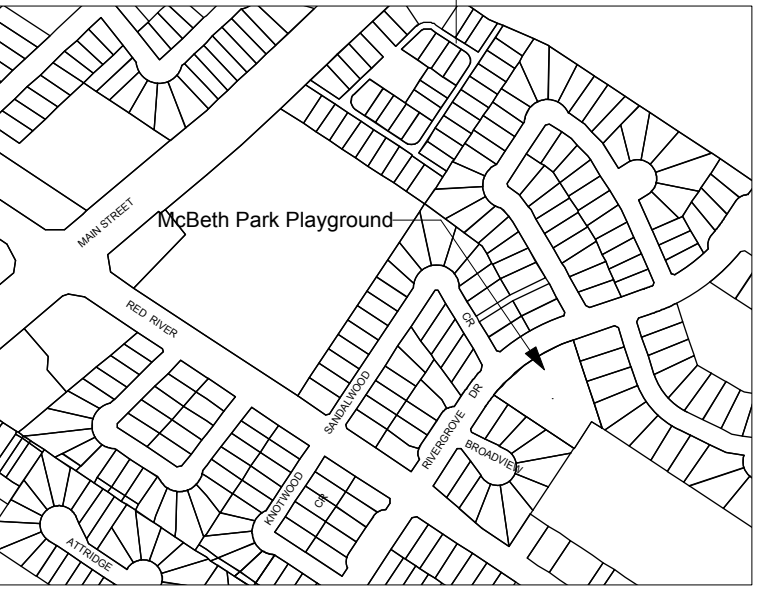 MAIN STREET
McBeth Park Playground
RED RIVER
CR
SANDALWOOD
RIVERGROVE DR
BROADVIEW
KNOTWOOD
CR
ATTRIDGE